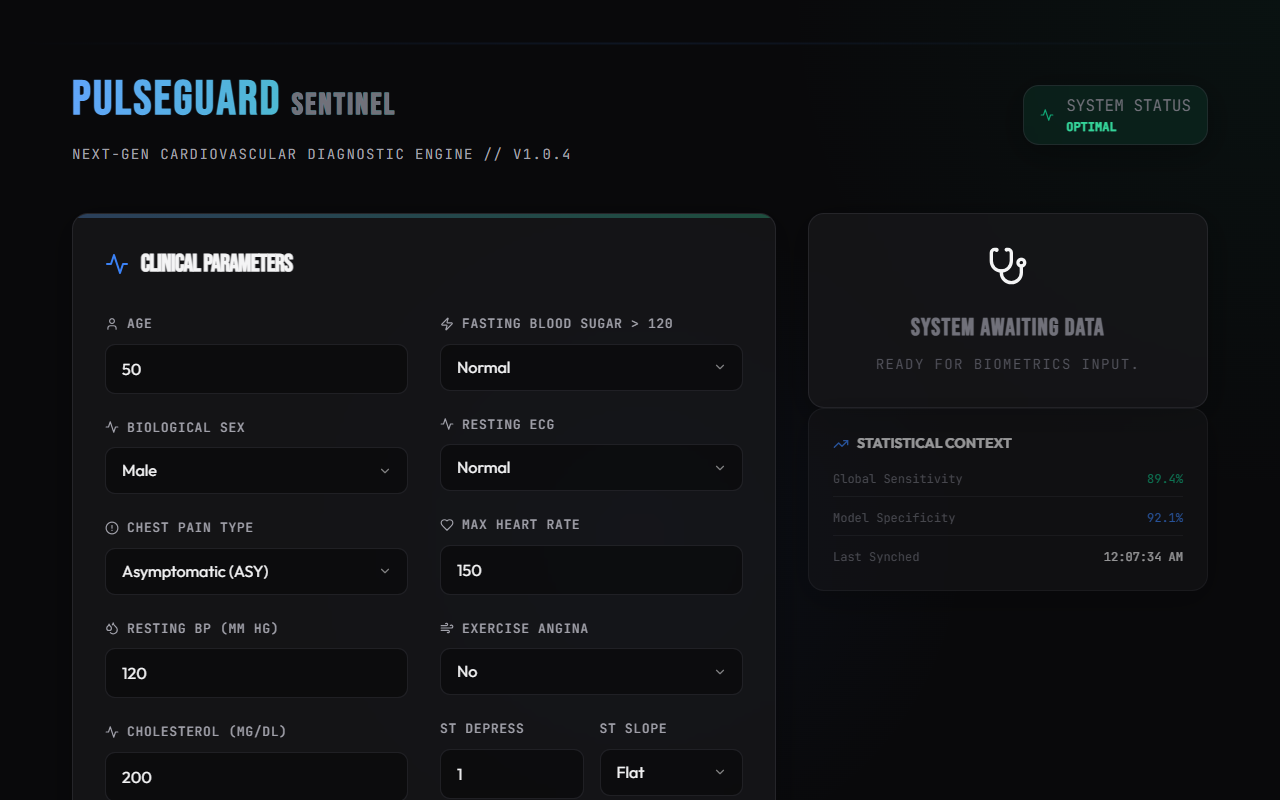 PULSEGUARD SENTINEL
NEXT-GEN CARDIOVASCULAR DIAGNOSTIC ENGINE // V1.0.4
SYSTEM STATUS
OPTIMAL
CLINICAL PARAMETERS
AGE
50
BIOLOGICAL SEX
Male
CHEST PAIN TYPE
Asymptomatic (ASY)
RESTING BP (MM HG)
120
CHOLESTEROL (MG/DL)
200
FASTING BLOOD SUGAR > 120
Normal
RESTING ECG
Normal
MAX HEART RATE
150
EXERCISE ANGINA
No
ST DEPRESS
1
ST SLOPE
Flat
SYSTEM AWAITING DATA
READY FOR BIOMETRICS INPUT.
STATISTICAL CONTEXT
Global Sensitivity 89.4%
Model Specificity 92.1%
Last Synched 12:07:34 AM